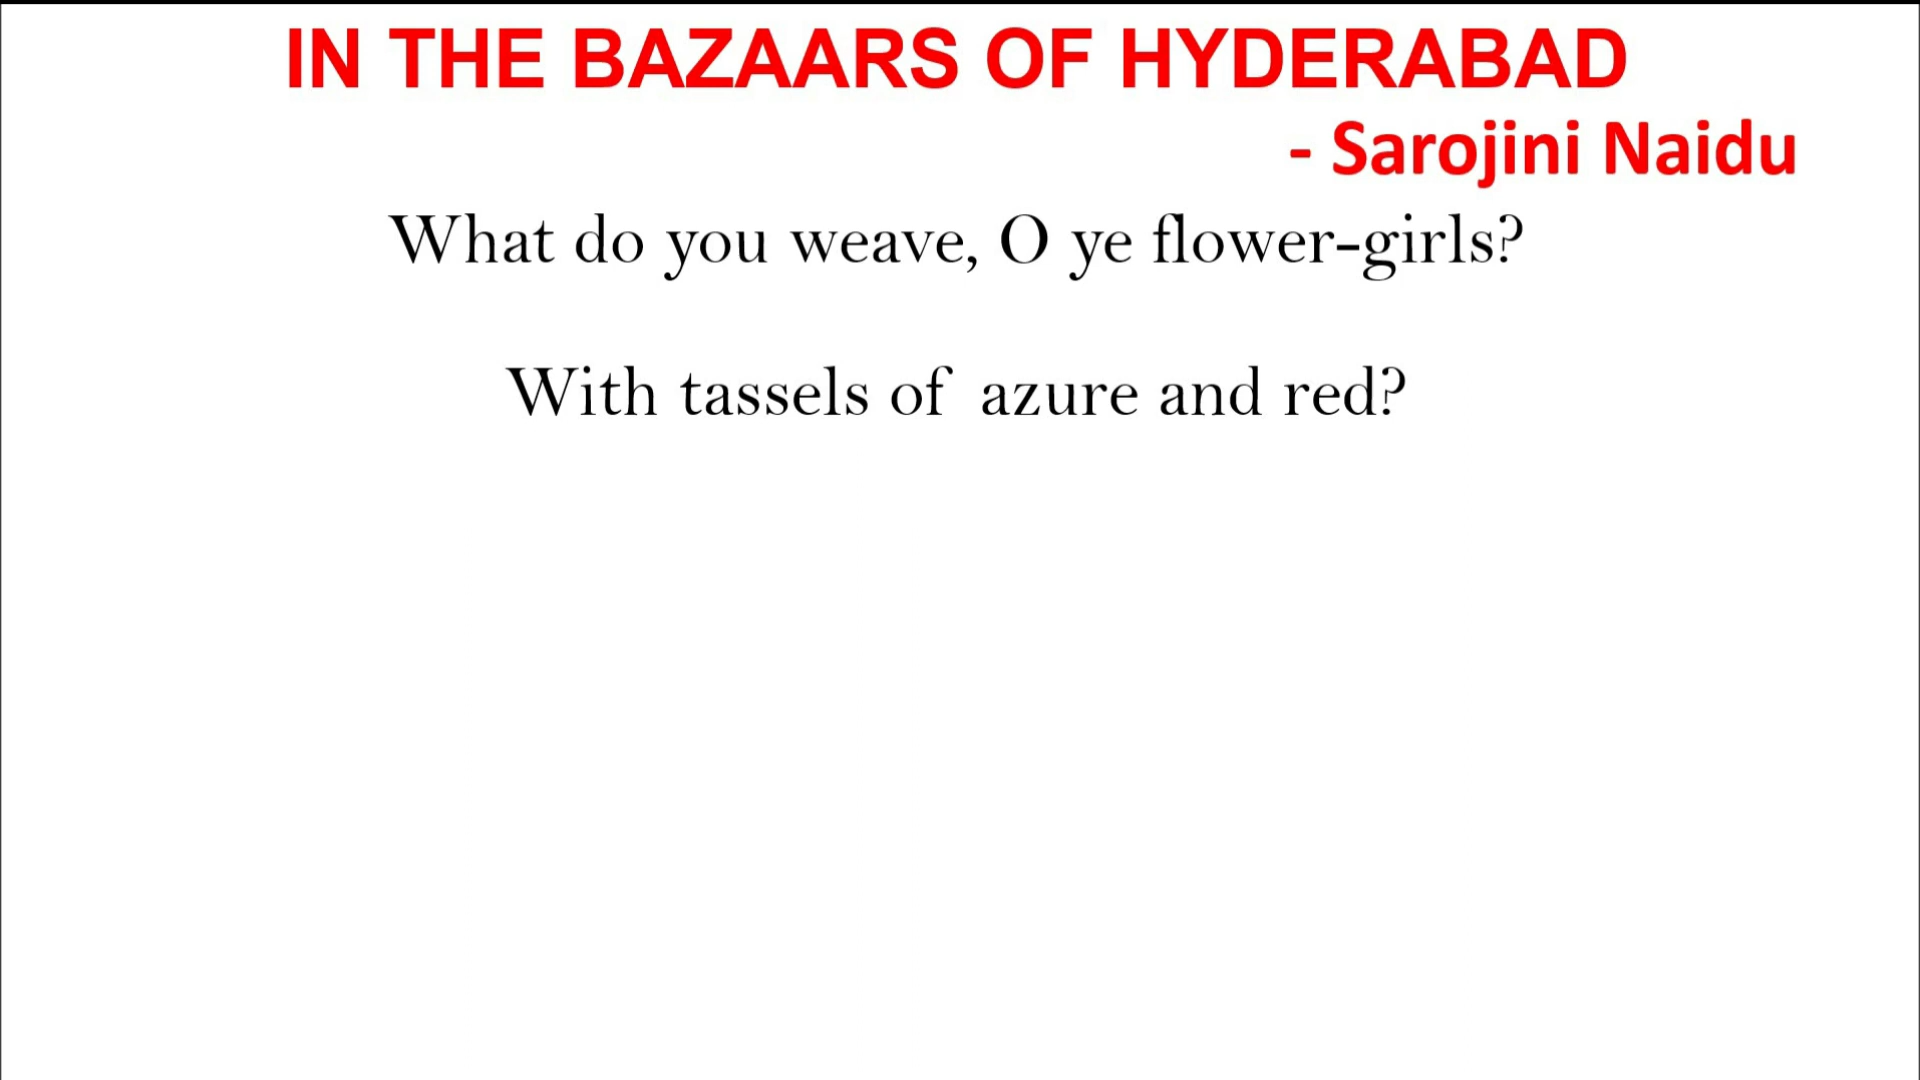 IN THE BAZAARS OF HYDERABAD
- Sarojini Naidu
What do you weave, O ye flower-girls?
With tassels of azure and red?